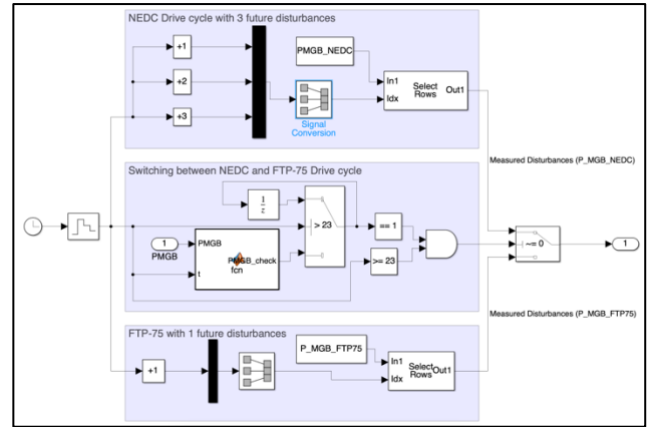 NEDC Drive cycle with 3 future disturbances
+1
PMGB_NEDC
+2
In1
Select
Rows
Out1
Idx
+3
Signal
Conversion
Measured Disturbances (P_MGB_NEDC)
Switching between NEDC and FTP-75 Drive cycle
1
z
> 23
== 1
~= 0
1
1
PMGB
PMGB
PMGB_check
fcn
t
>= 23
Measured Disturbances (P_MGB_FTP75)
FTP-75 with 1 future disturbances
P_MGB_FTP75
+1
In1
Select
Rows
Out1
Idx